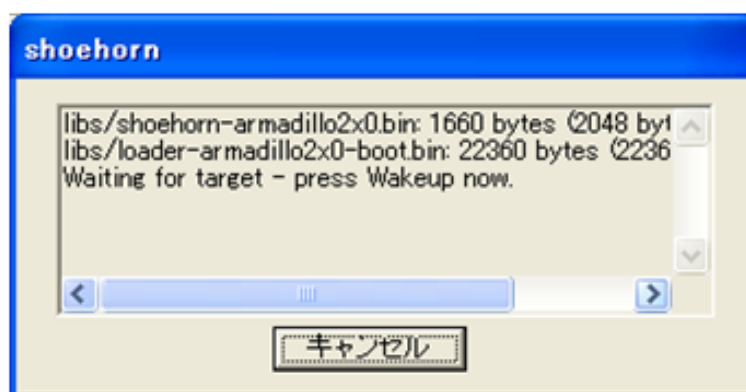 shoehorn
libs/shoehorn-armadillo2x0.bin: 1660 bytes (2048 byt
libs/loader-armadillo2x0-boot.bin: 22360 bytes (2236
Waiting for target - press Wakeup now.
キャンセル